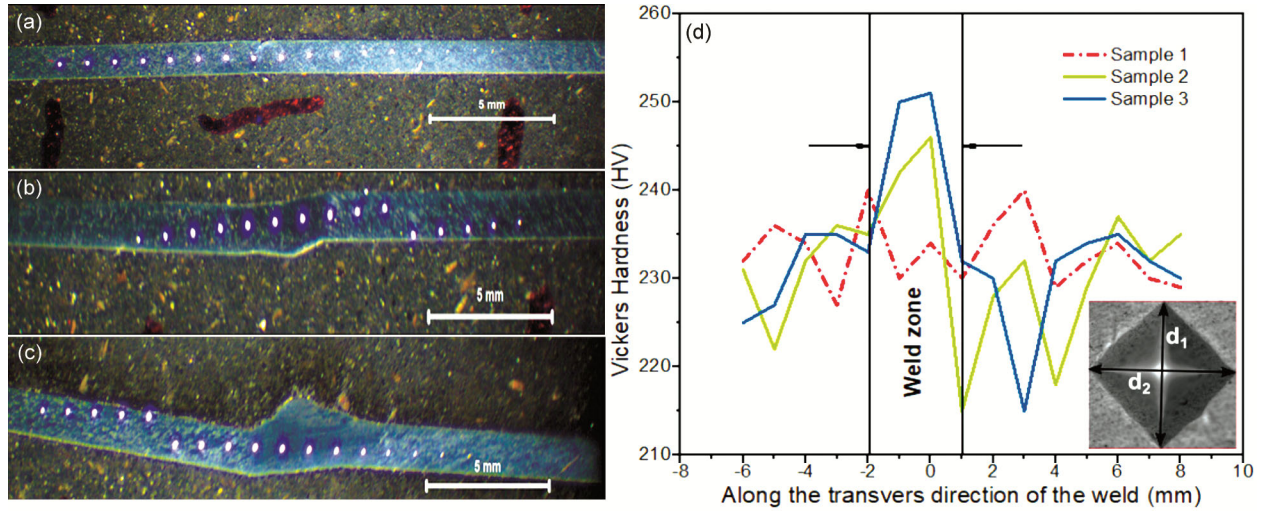 (a)
5 mm
(b)
5 mm
(c)
5 mm
(d)
260
250
240
230
220
210
Vickers Hardness (HV)
Sample 1
Sample 2
Sample 3
Weld zone
d1
d2
-8 -6 -4 -2 0 2 4 6 8 10
Along the transvers direction of the weld (mm)